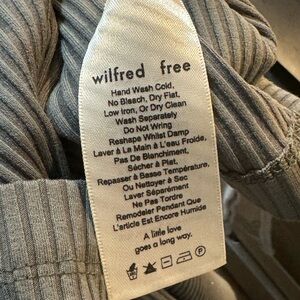 wilfred free
Hand Wash Cold,
No Bleach, Dry Flat,
Low Iron, Or Dry Clean
Wash Separately
Do Not Wring
Reshape Whilst Damp
Laver À La Main À L'eau Froide,
Pas De Blanchiment,
Sécher À Plat,
Repasser À Basse Température,
Ou Nettoyer À Sec
Laver Séparément
Ne Pas Tordre
Remodeler Pendant Que
L'article Est Encore Humide
A little love
goes a long way.
P